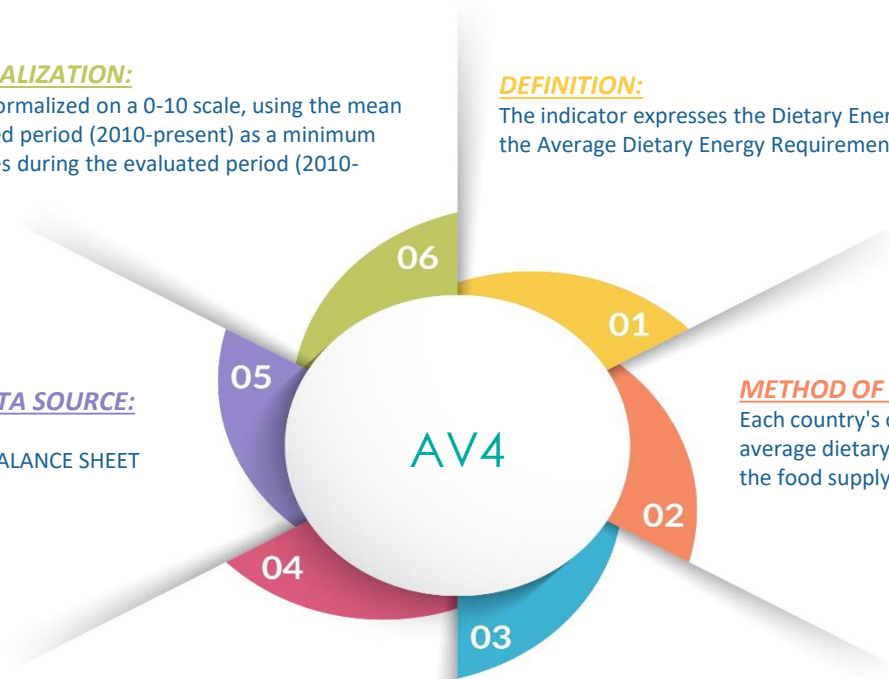 ALIZATION:
ormalized on a 0-10 scale, using the mean
ed period (2010-present) as a minimum
es during the evaluated period (2010-
DEFINITION:
The indicator expresses the Dietary Ener
the Average Dietary Energy Requiremen
06
01
05
TA SOURCE:
ALANCE SHEET
AV4
METHOD OF
Each country's c
average dietary
the food supply
02
04
03